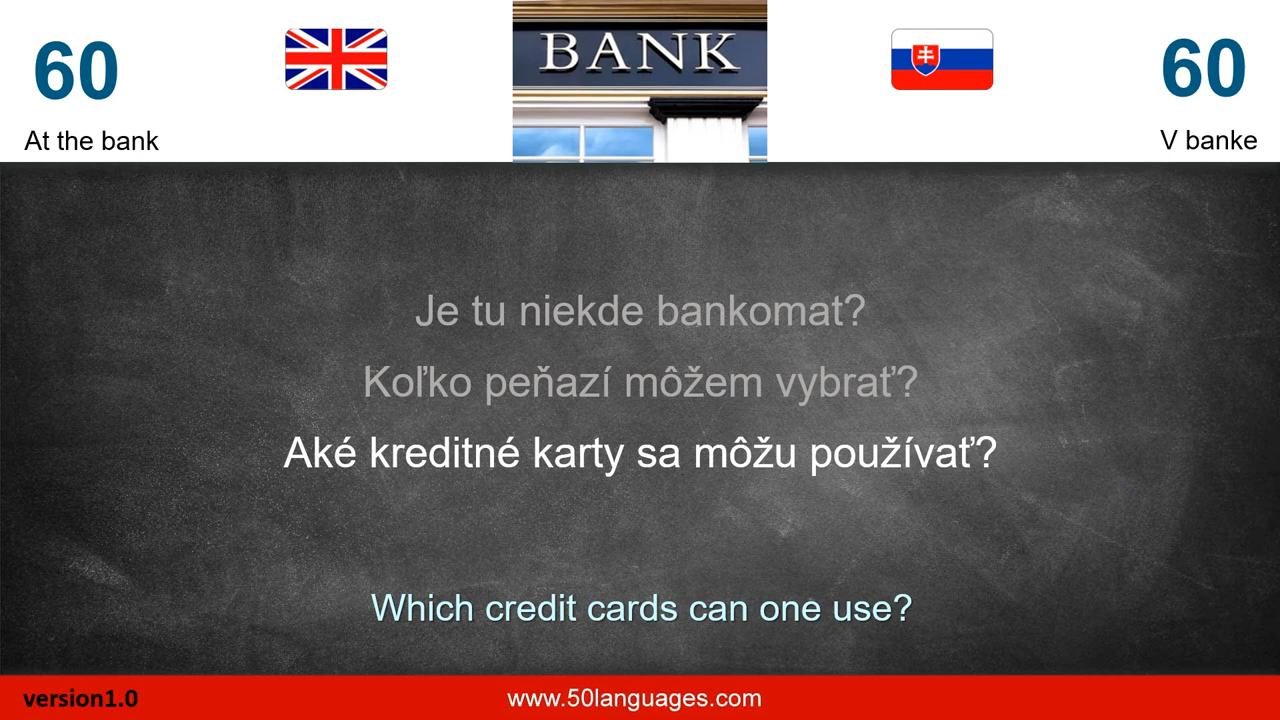 60
BANK
60
At the bank
V banke
Je tu niekde bankomat?
Koľko peňazí môžem vybrať?
Aké kreditné karty sa môžu používať?
Which credit cards can one use?
version1.0
www.50languages.com